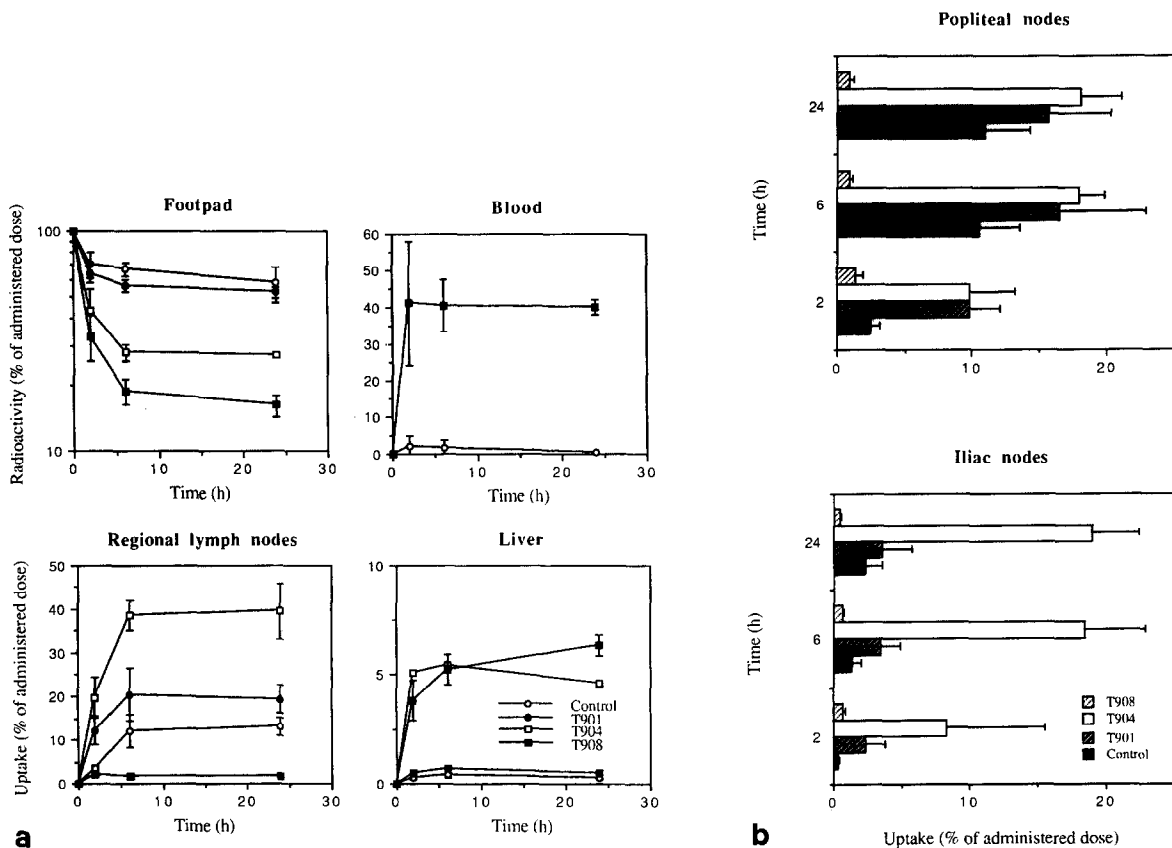 Footpad
Radioactivity (% of administered dose)
100
10
0 10 20 30
Time (h)
Blood
60
50
40
30
20
10
0
0 10 20 30
Time (h)
Regional lymph nodes
Uptake (% of administered dose)
50
40
30
20
10
0
0 10 20 30
Time (h)
Liver
10
5
0
0 10 20 30
Time (h)
Control
T901
T904
T908
a
Popliteal nodes
Time (h)
24
6
2
0 10 20
Iliac nodes
Time (h)
24
6
2
0 10 20
T908
T904
T901
Control
Uptake (% of administered dose)
b